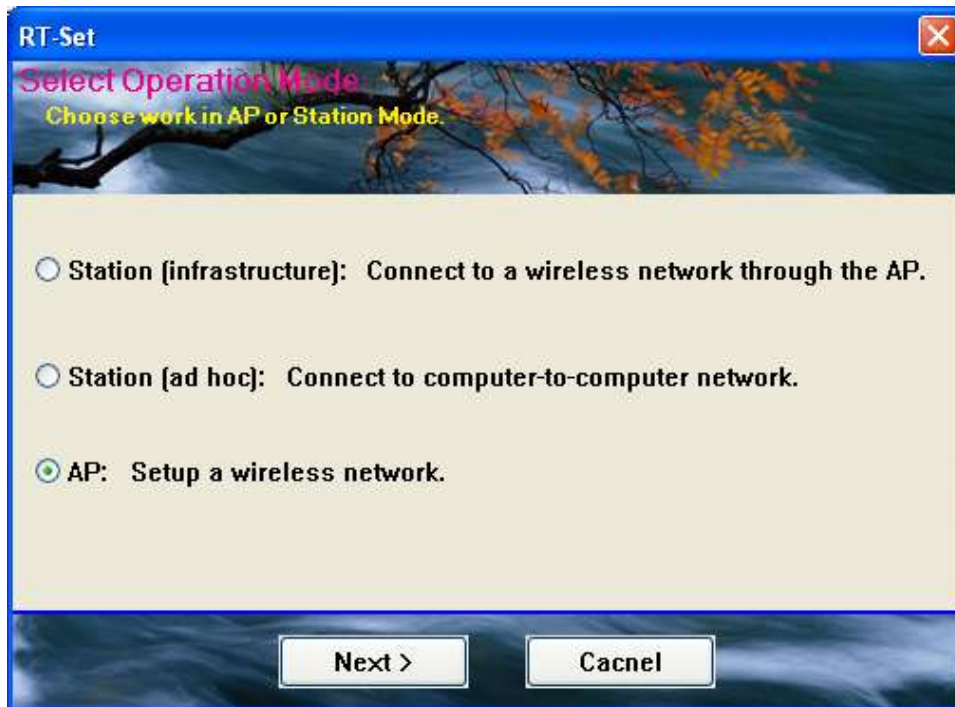 RT-Set
Select Operation Mode
Choose work in AP or Station Mode.
Station (infrastructure): Connect to a wireless network through the AP.
Station (ad hoc): Connect to computer-to-computer network.
AP: Setup a wireless network.
Next >
Cacnel